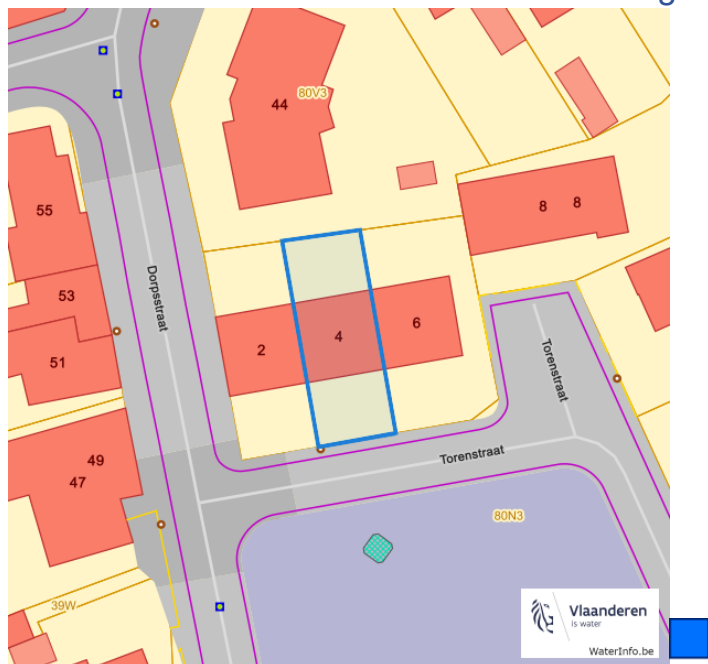 44
80V3
55
8 8
53
Dorpsstraat
51
2
4
6
Torenstraat
49
47
Torenstraat
80N3
39W
Vlaanderen
is water
WaterInfo.be